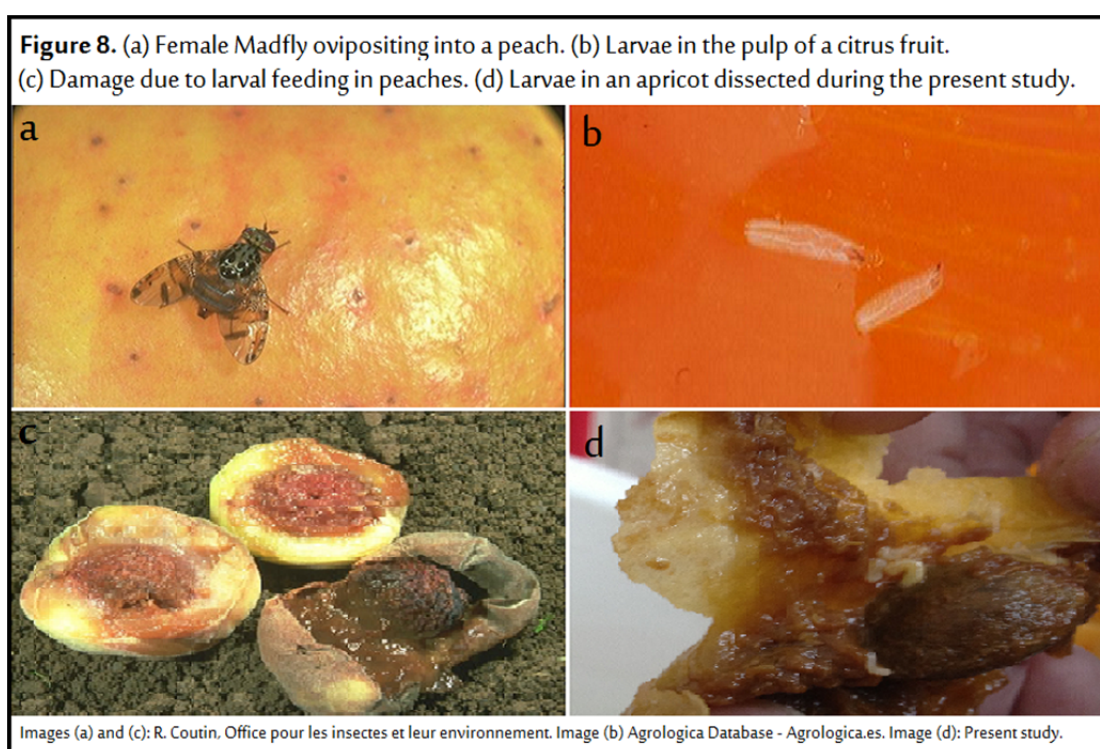 Figure 8. (a) Female Madfly ovipositing into a peach. (b) Larvae in the pulp of a citrus fruit.
(c) Damage due to larval feeding in peaches. (d) Larvae in an apricot dissected during the present study.
a
b
c
d
Images (a) and (c): R. Coutin, Office pour les insectes et leur environnement. Image (b) Agrologica Database - Agrologica.es. Image (d): Present study.